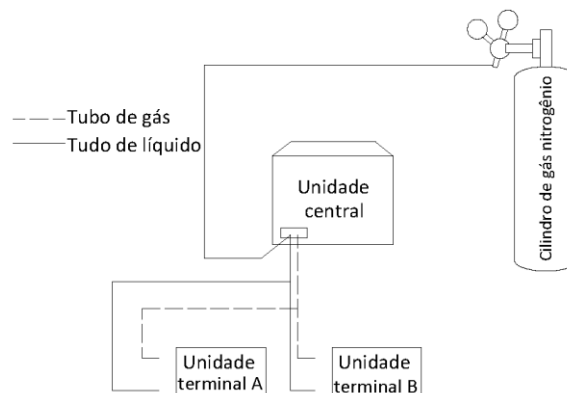 Tubo de gás
Tudo de líquido
Unidade
central
Cilindro de gás nitrogênio
Unidade
terminal A
Unidade
terminal B